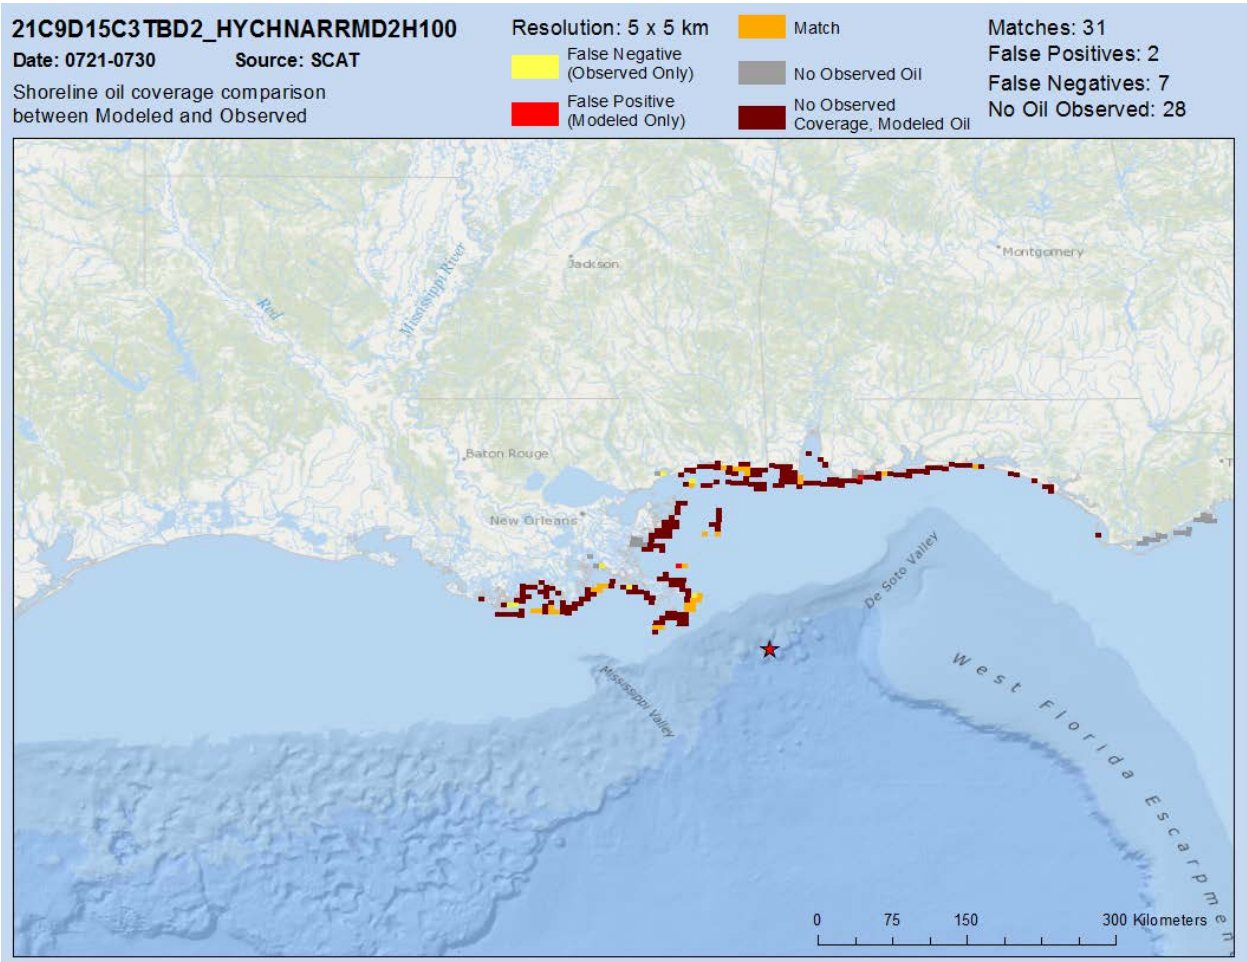 21C9D15C3TBD2_HYCHNARRMD2H100
Date: 0721-0730 Source: SCAT
Shoreline oil coverage comparison
between Modeled and Observed
Resolution: 5 x 5 km
False Negative
(Observed Only)
False Positive
(Modeled Only)
Match
No Observed Oil
No Observed
Coverage, Modeled Oil
Matches: 31
False Positives: 2
False Negatives: 7
No Oil Observed: 28
Montgomery
Jackson
Mississippi River
Red
Baton Rouge
T
New Orleans
De Soto Valley
Mississippi Valley
West Florida Escarpmen
0 75 150 300 Kilometers